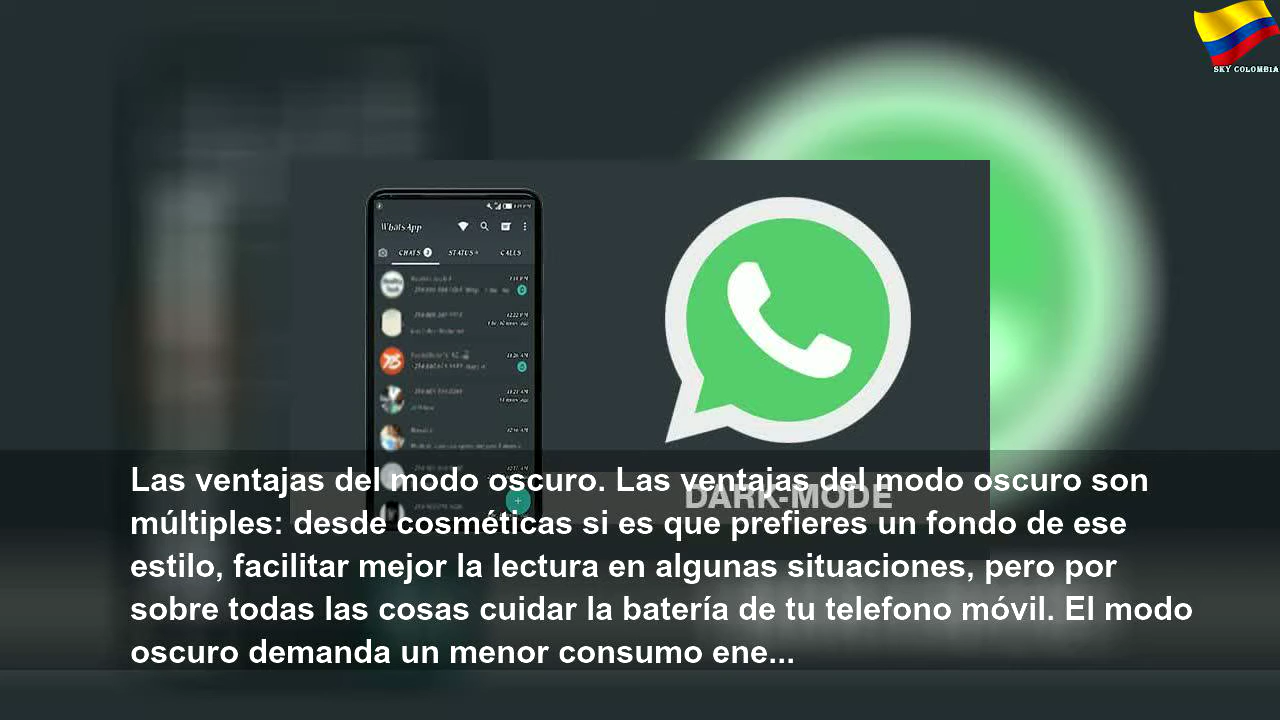 SKY COLOMBIA
WhatsApp
CHATS
STATUS
CALLS
DARK-MODE
Las ventajas del modo oscuro. Las ventajas del modo oscuro son
múltiples: desde cosméticas si es que prefieres un fondo de ese
estilo, facilitar mejor la lectura en algunas situaciones, pero por
sobre todas las cosas cuidar la batería de tu telefono móvil. El modo
oscuro demanda un menor consumo ene...